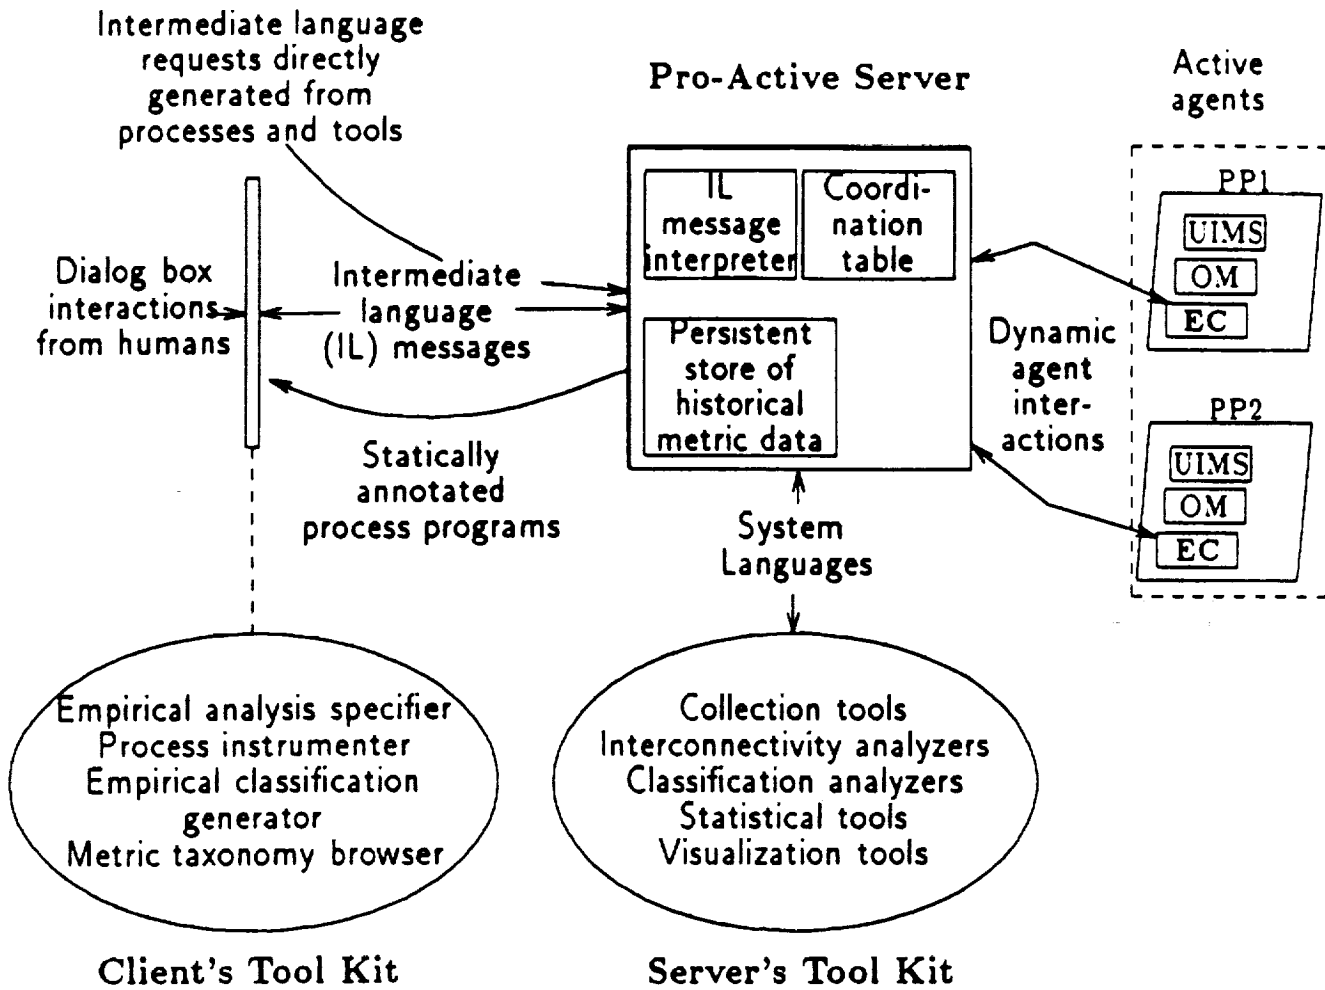 Intermediate language
requests directly
generated from
processes and tools
Pro-Active Server
Active
agents
IL
message
interpreter
Coordi-
nation
table
PP1
UIMS
OM
EC
Dialog box
interactions
from humans
Intermediate
language
(IL) messages
Persistent
store of
historical
metric data
Dynamic
agent
inter-
actions
PP2
UIMS
OM
EC
Statically
annotated
process programs
System
Languages
Empirical analysis specifier
Process instrumenter
Empirical classification
generator
Metric taxonomy browser
Collection tools
Interconnectivity analyzers
Classification analyzers
Statistical tools
Visualization tools
Client's Tool Kit
Server's Tool Kit